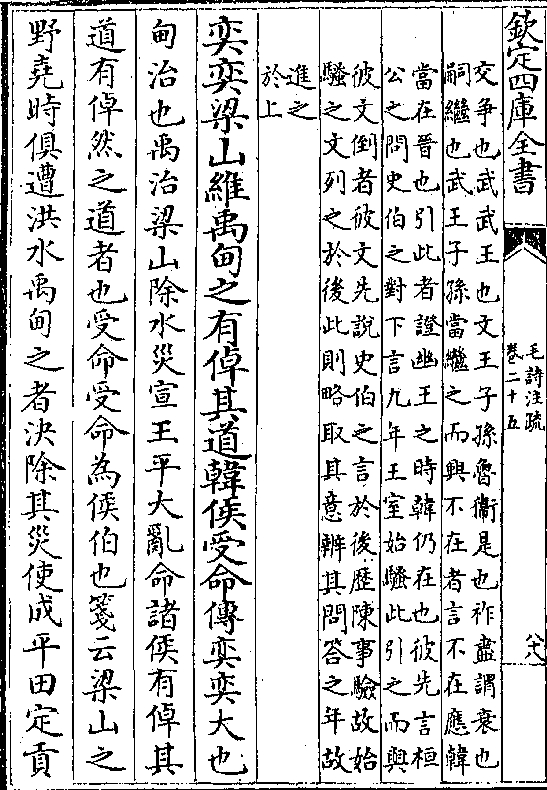 欽定四庫全書
毛詩注疏
卷二十五
六八
交争也武武王也文王子孫魯衞是也祚盡謂衰也
嗣繼也武王子孫當繼之而興不在者言不在應韓
當在晉也引此者證幽王之時韓仍在也彼先言桓
公之問史伯之對下言九年王室始騷此引之而與
彼文倒者彼文先說史伯之言於後歴陳事驗故始
騷之文列之於後此則略取其意辨其問答之年故
進之
於上
奕奕梁山維禹甸之有倬其道韓侯受命傳奕奕大也
甸治也禹治梁山除水災宣王平大亂命諸侯有倬其
道有倬然之道者也受命受命為侯伯也箋云梁山之
野堯時俱遭洪水禹甸之者決除其災使成平田定貢